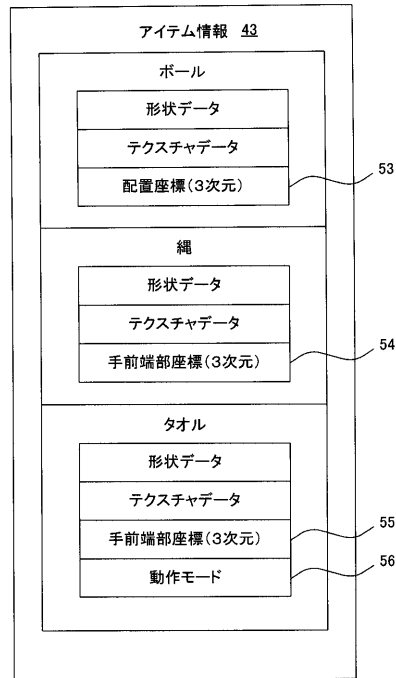 アイテム情報 43
ボール
形状データ
テクスチャデータ
配置座標(3次元)
53
縄
形状データ
テクスチャデータ
手前端部座標(3次元)
54
タオル
形状データ
テクスチャデータ
手前端部座標(3次元)
55
動作モード
56